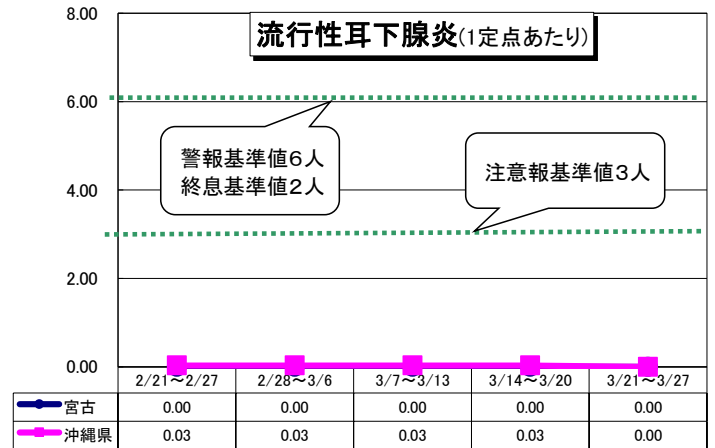 流行性耳下腺炎(1定点あたり)
8.00
6.00
4.00
2.00
0.00
警報基準値6人
終息基準値2人
注意報基準値3人
2/21～2/27 2/28～3/6 3/7～3/13 3/14～3/20 3/21～3/27
宮古 0.00 0.00 0.00 0.00 0.00
沖縄県 0.03 0.03 0.03 0.03 0.00